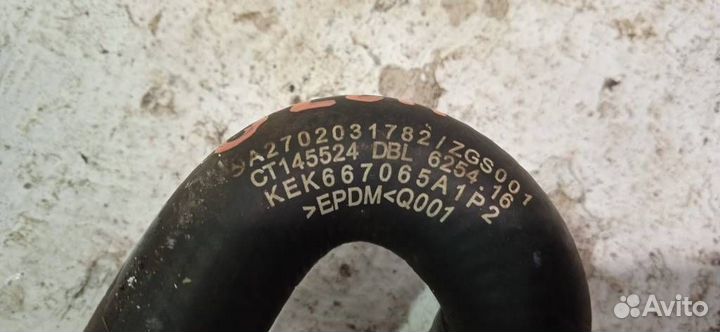 A2702031782/ZGS001
CT145524 DBL 6254.16
KEK667065A1P2
>EPDM<Q001
Avito